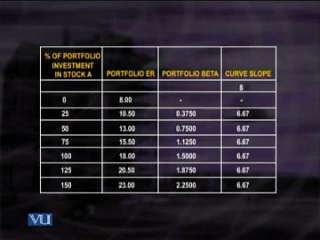 % OF PORTFOLIO INVESTMENT IN STOCK A PORTFOLIO ER PORTFOLIO BETA CURVE SLOPE
8
0 8.00 - -
25 10.50 0.3750 6.67
50 13.00 0.7500 6.67
75 15.50 1.1250 6.67
100 18.00 1.5000 6.67
125 20.50 1.8750 6.67
150 23.00 2.2500 6.67
VU